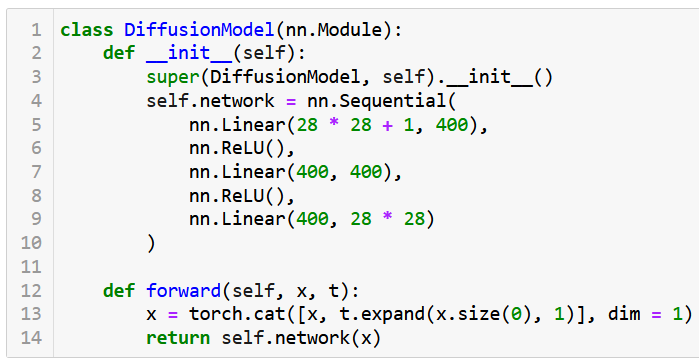 1 class DiffusionModel(nn.Module):
2     def __init__(self):
3         super(DiffusionModel, self).__init__()
4         self.network = nn.Sequential(
5             nn.Linear(28 * 28 + 1, 400),
6             nn.ReLU(),
7             nn.Linear(400, 400),
8             nn.ReLU(),
9             nn.Linear(400, 28 * 28)
10         )
11
12     def forward(self, x, t):
13         x = torch.cat([x, t.expand(x.size(0), 1)], dim = 1)
14         return self.network(x)